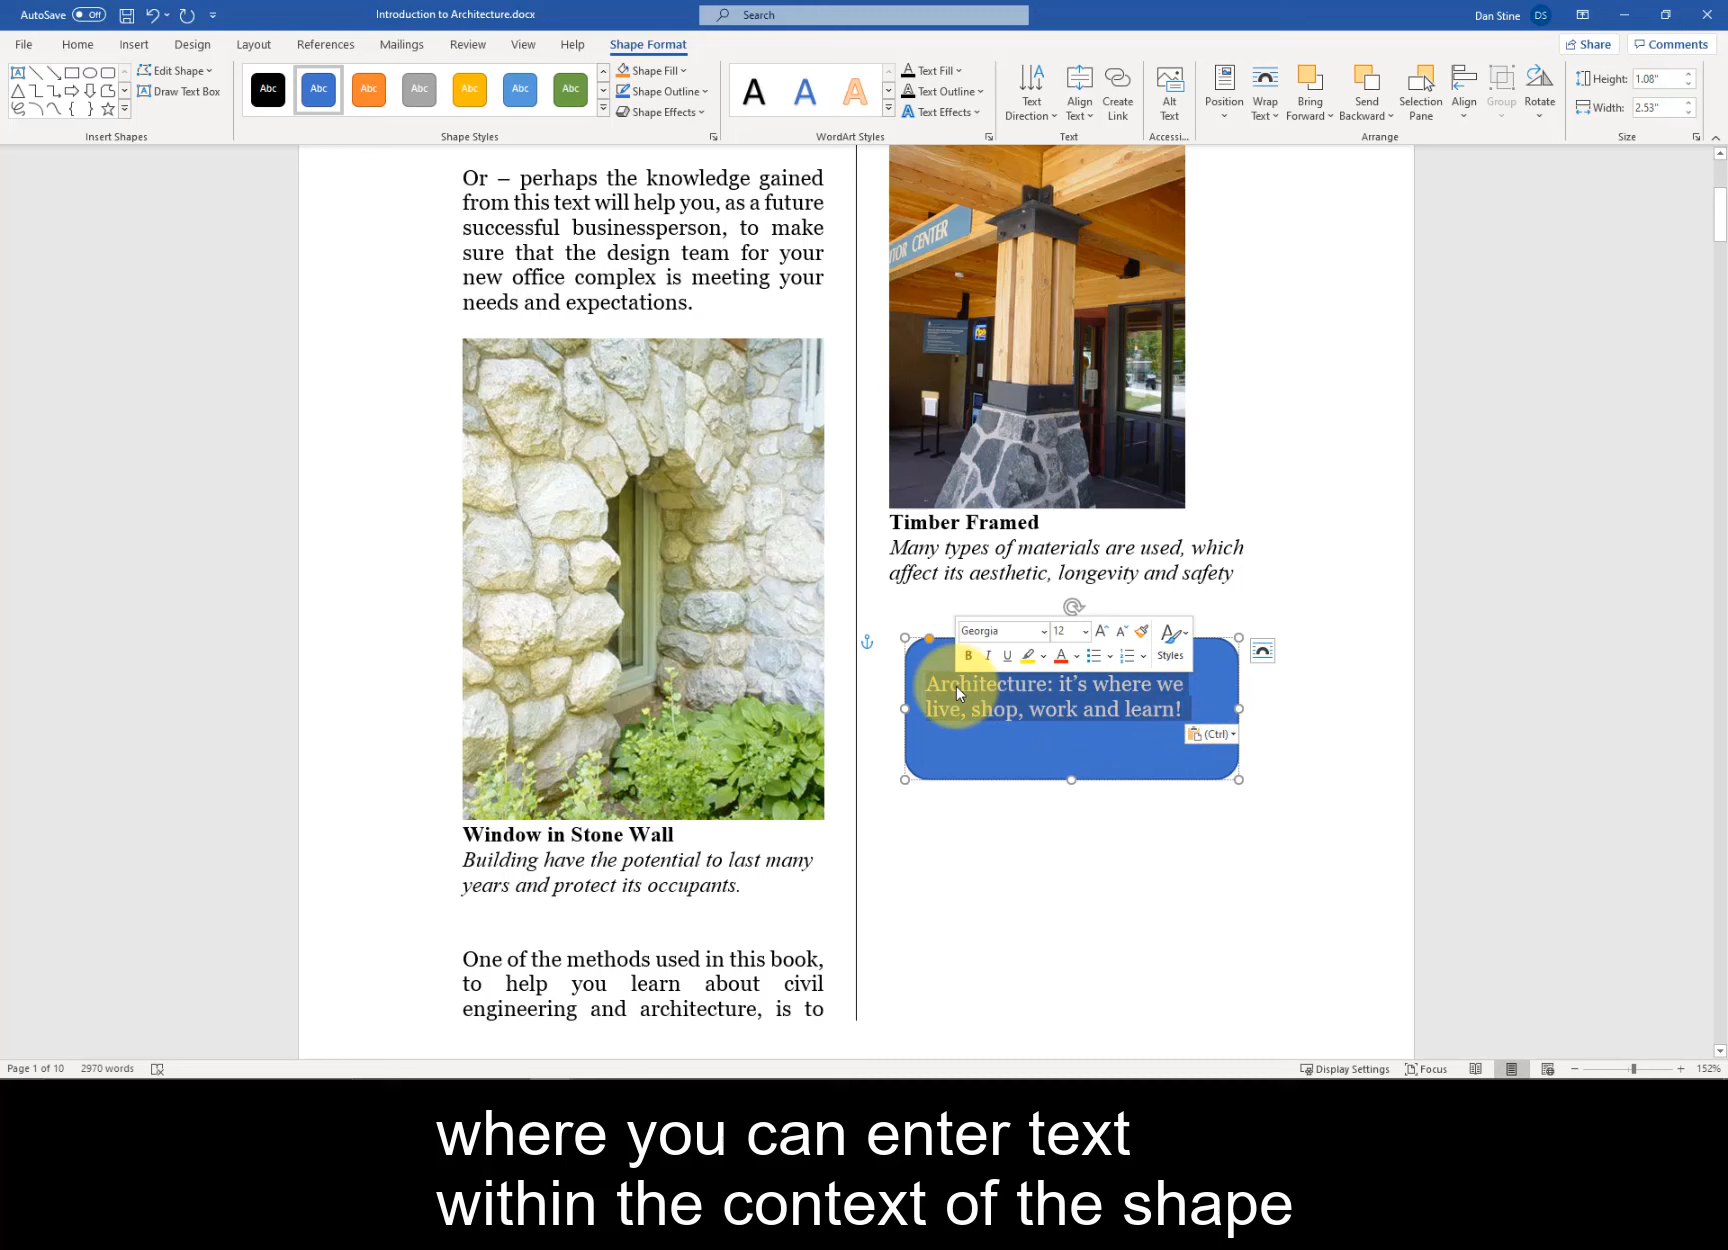 AutoSave Off
Introduction to Architecture.docx
Search
Dan Stine DS
File Home Insert Design Layout References Mailings Review View Help Shape Format
Share Comments
Edit Shape
Draw Text Box
Insert Shapes
Abc Abc Abc Abc Abc Abc Abc
Shape Fill
Shape Outline
Shape Effects
Shape Styles
A A A
Text Fill
Text Outline
Text Effects
WordArt Styles
Text Direction
Align Text
Create Link
Text
Alt Text
Accessi...
Position
Wrap Text
Bring Forward
Send Backward
Selection Pane
Align
Group
Rotate
Arrange
Height: 1.08"
Width: 2.53"
Size
Or – perhaps the knowledge gained
from this text will help you, as a future
successful businessperson, to make
sure that the design team for your
new office complex is meeting your
needs and expectations.
Window in Stone Wall
Building have the potential to last many
years and protect its occupants.
One of the methods used in this book,
to help you learn about civil
engineering and architecture, is to
ITOR CENTER
Timber Framed
Many types of materials are used, which
affect its aesthetic, longevity and safety
Georgia 12
B I U Styles
Architecture: it's where we
live, shop, work and learn!
(Ctrl)
Page 1 of 10 2970 words
Display Settings Focus 152%
where you can enter text
within the context of the shape